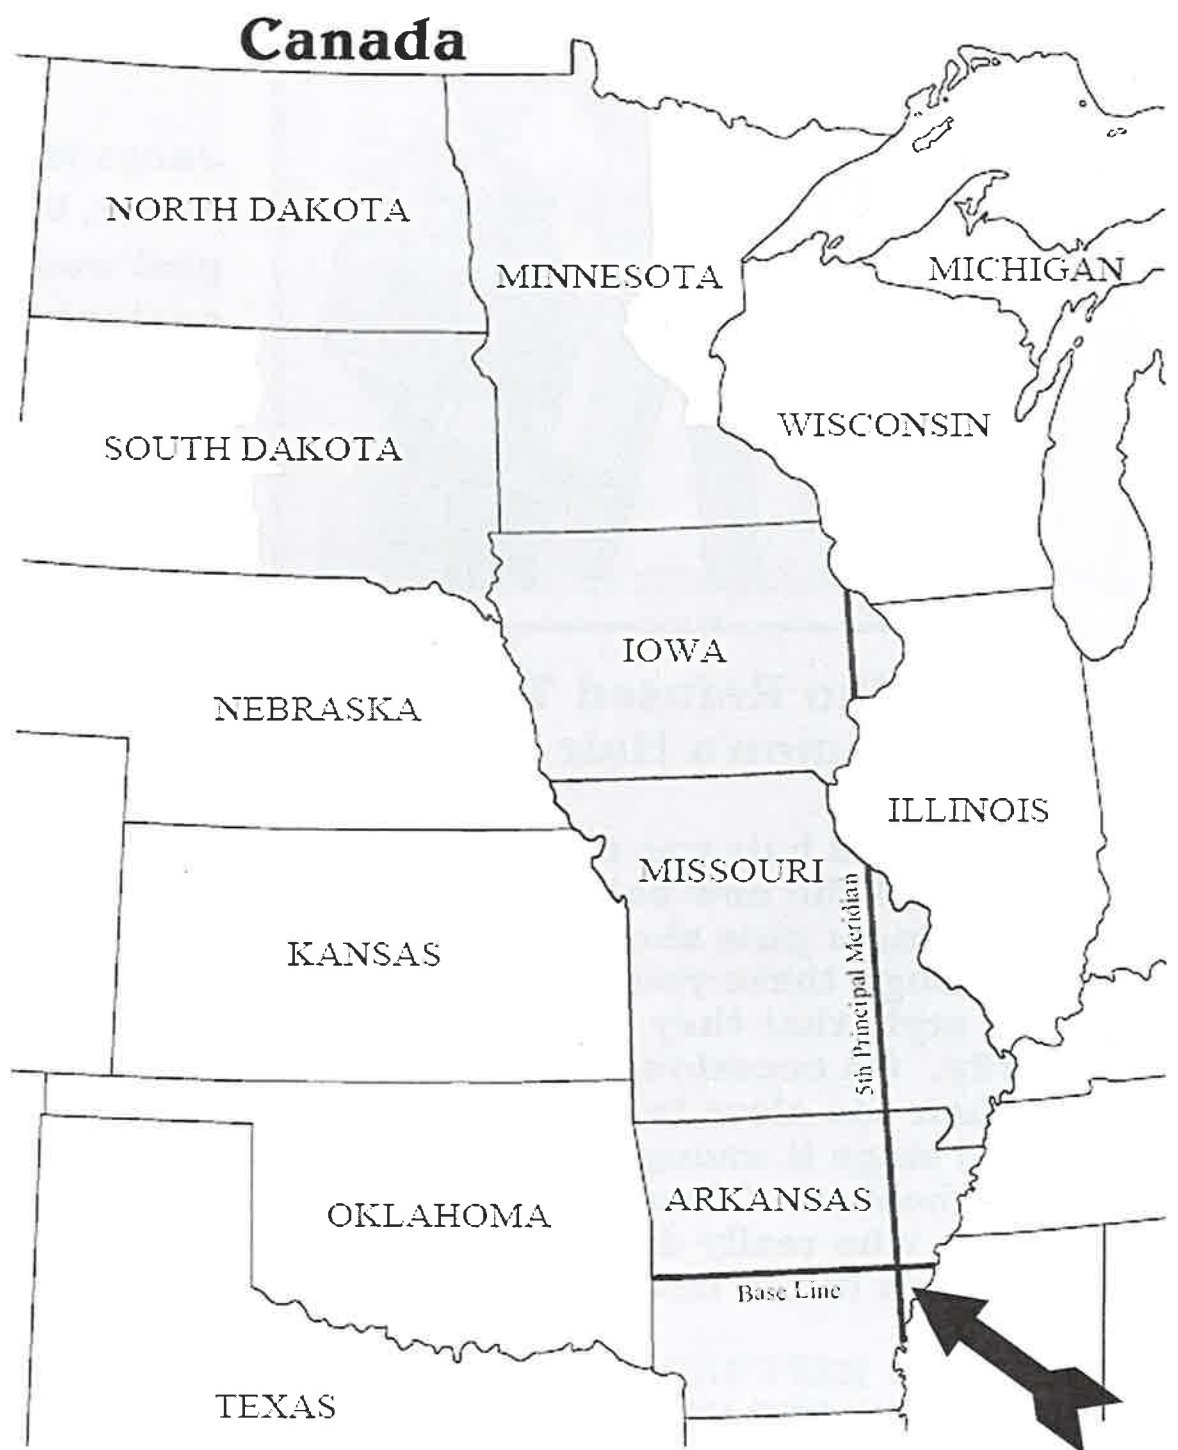 Canada
NORTH DAKOTA
MINNESOTA
MICHIGAN
SOUTH DAKOTA
WISCONSIN
IOWA
NEBRASKA
ILLINOIS
MISSOURI
5th Principal Meridian
KANSAS
ARKANSAS
OKLAHOMA
Base Line
TEXAS